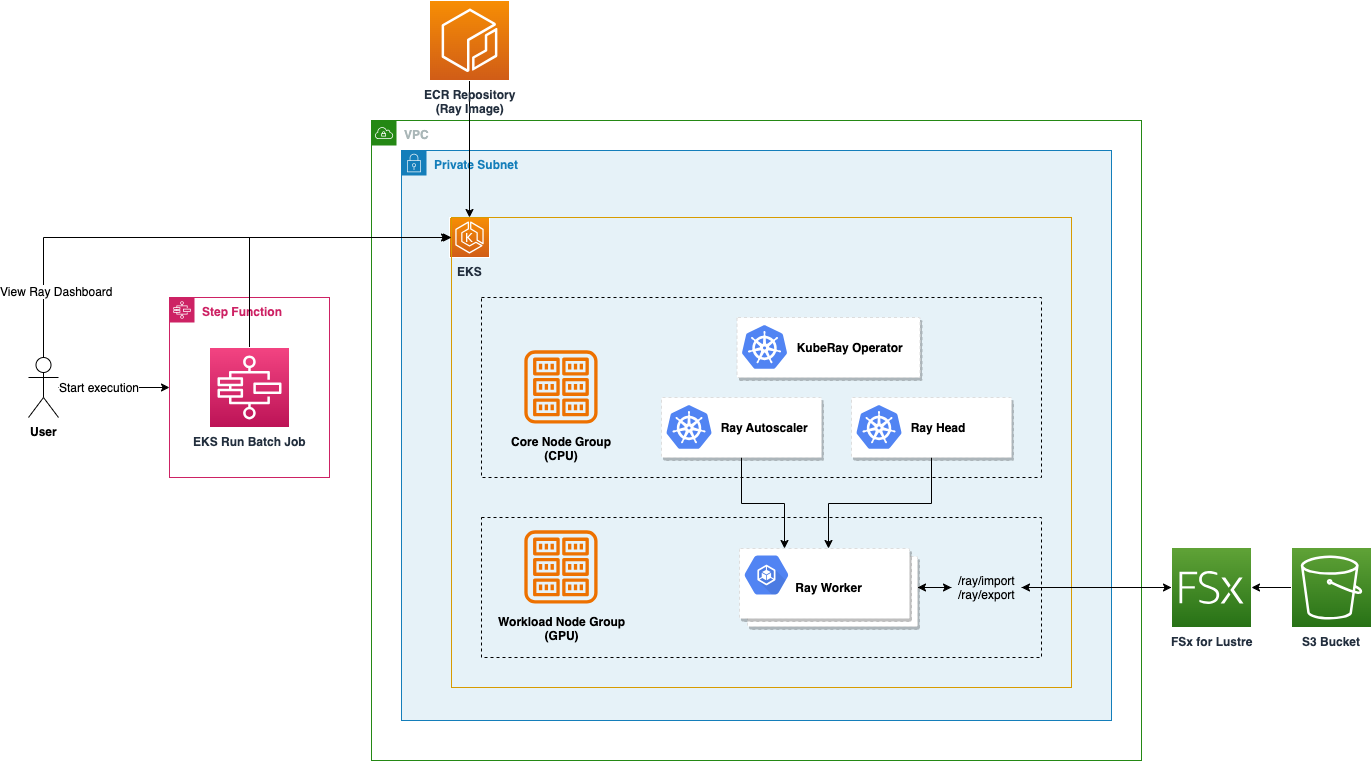 ECR Repository
(Ray Image)
VPC
Private Subnet
EKS
View Ray Dashboard
Step Function
Start execution
User
EKS Run Batch Job
KubeRay Operator
Core Node Group
(CPU)
Ray Autoscaler
Ray Head
Workload Node Group
(GPU)
Ray Worker
/ray/import
/ray/export
FSx
FSx for Lustre
S3 Bucket